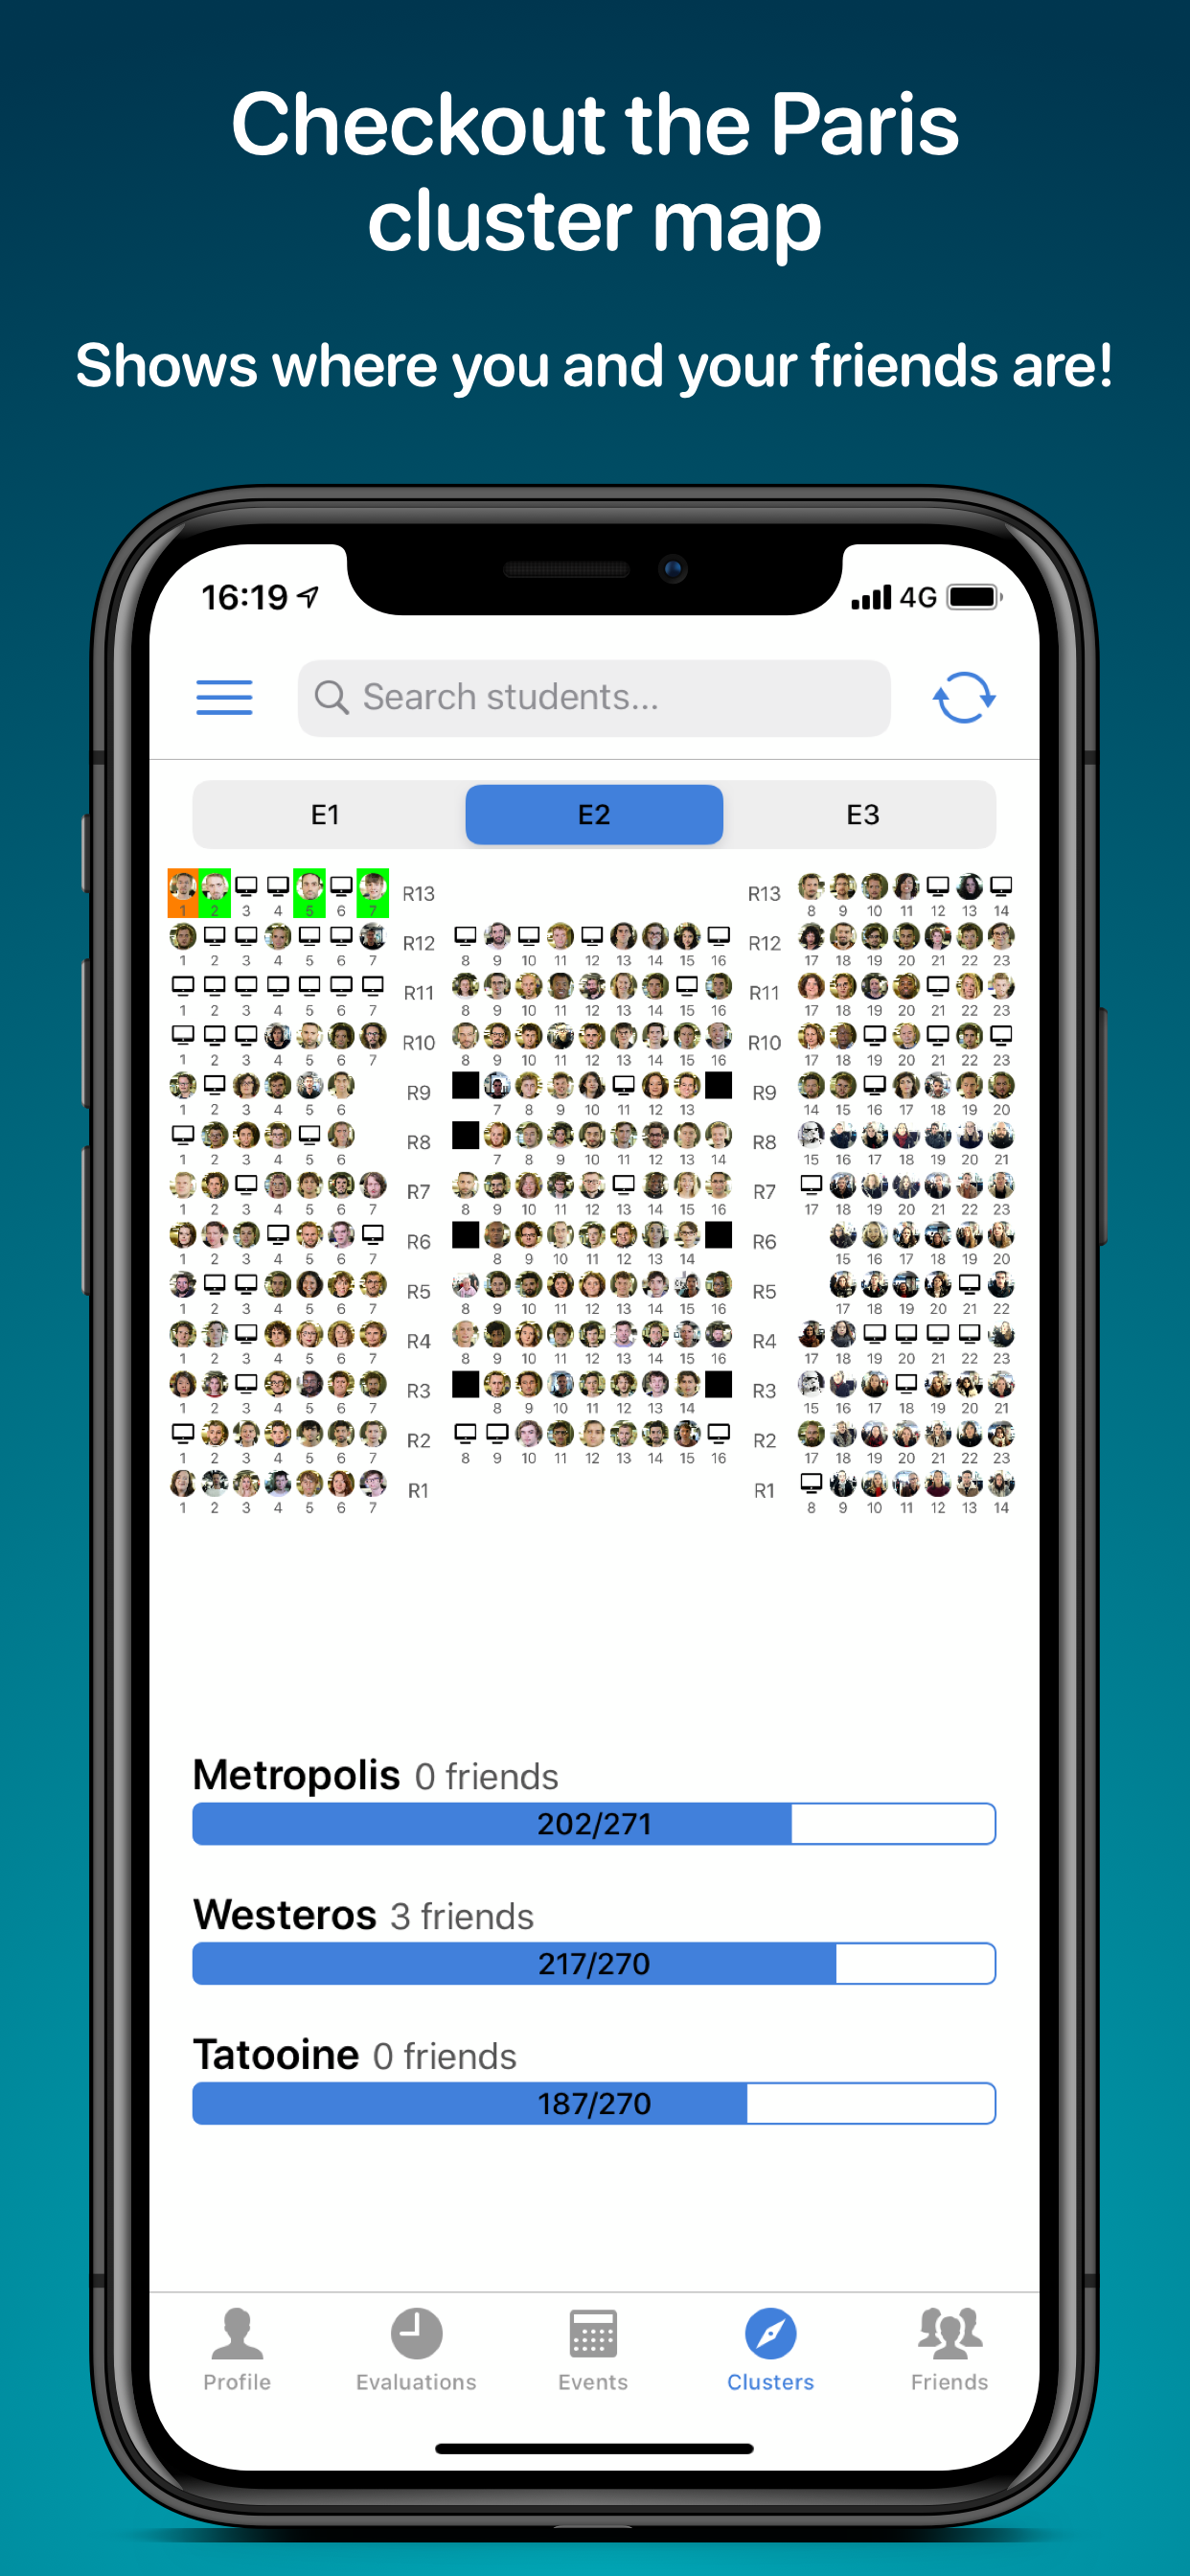 Checkout the Paris
cluster map
Shows where you and your friends are!
16:19 4G
Search students...
E1 E2 E3
R13 R13
1 2 3 4 5 6 7 8 9 10 11 12 13 14
R12 R12
1 2 3 4 5 6 7 8 9 10 11 12 13 14 15 16 17 18 19 20 21 22 23
R11 R11
1 2 3 4 5 6 7 8 9 10 11 12 13 14 15 16 17 18 19 20 21 22 23
R10 R10
1 2 3 4 5 6 7 8 9 10 11 12 13 14 15 16 17 18 19 20 21 22 23
R9 R9
1 2 3 4 5 6 7 8 9 10 11 12 13 14 15 16 17 18 19 20
R8 R8
1 2 3 4 5 6 7 8 9 10 11 12 13 14 15 16 17 18 19 20 21
R7 R7
1 2 3 4 5 6 7 8 9 10 11 12 13 14 15 16 17 18 19 20 21 22 23
R6 R6
1 2 3 4 5 6 7 8 9 10 11 12 13 14 15 16 17 18 19 20
R5 R5
1 2 3 4 5 6 7 8 9 10 11 12 13 14 15 16 17 18 19 20 21 22
R4 R4
1 2 3 4 5 6 7 8 9 10 11 12 13 14 15 16 17 18 19 20 21 22 23
R3 R3
1 2 3 4 5 6 7 8 9 10 11 12 13 14 15 16 17 18 19 20 21
R2 R2
1 2 3 4 5 6 7 8 9 10 11 12 13 14 15 16 17 18 19 20 21 22 23
R1 R1
1 2 3 4 5 6 7 8 9 10 11 12 13 14
Metropolis 0 friends
202/271
Westeros 3 friends
217/270
Tatooine 0 friends
187/270
Profile Evaluations Events Clusters Friends